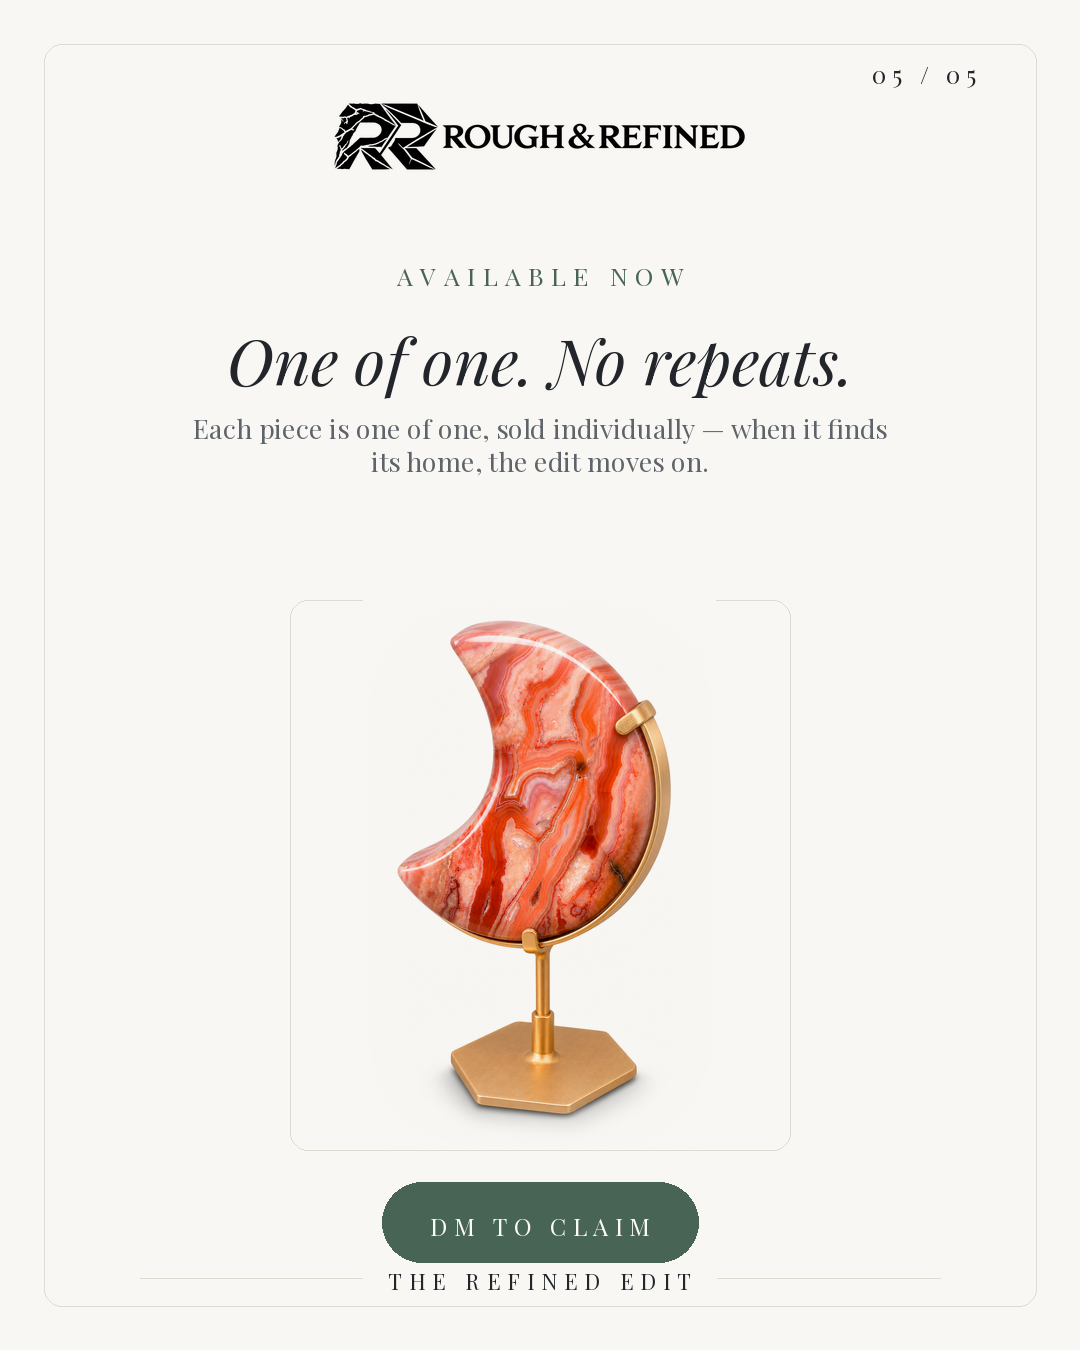 05 / 05
RR ROUGH & REFINED
AVAILABLE NOW
One of one. No repeats.
Each piece is one of one, sold individually — when it finds
its home, the edit moves on.
DM TO CLAIM
THE REFINED EDIT